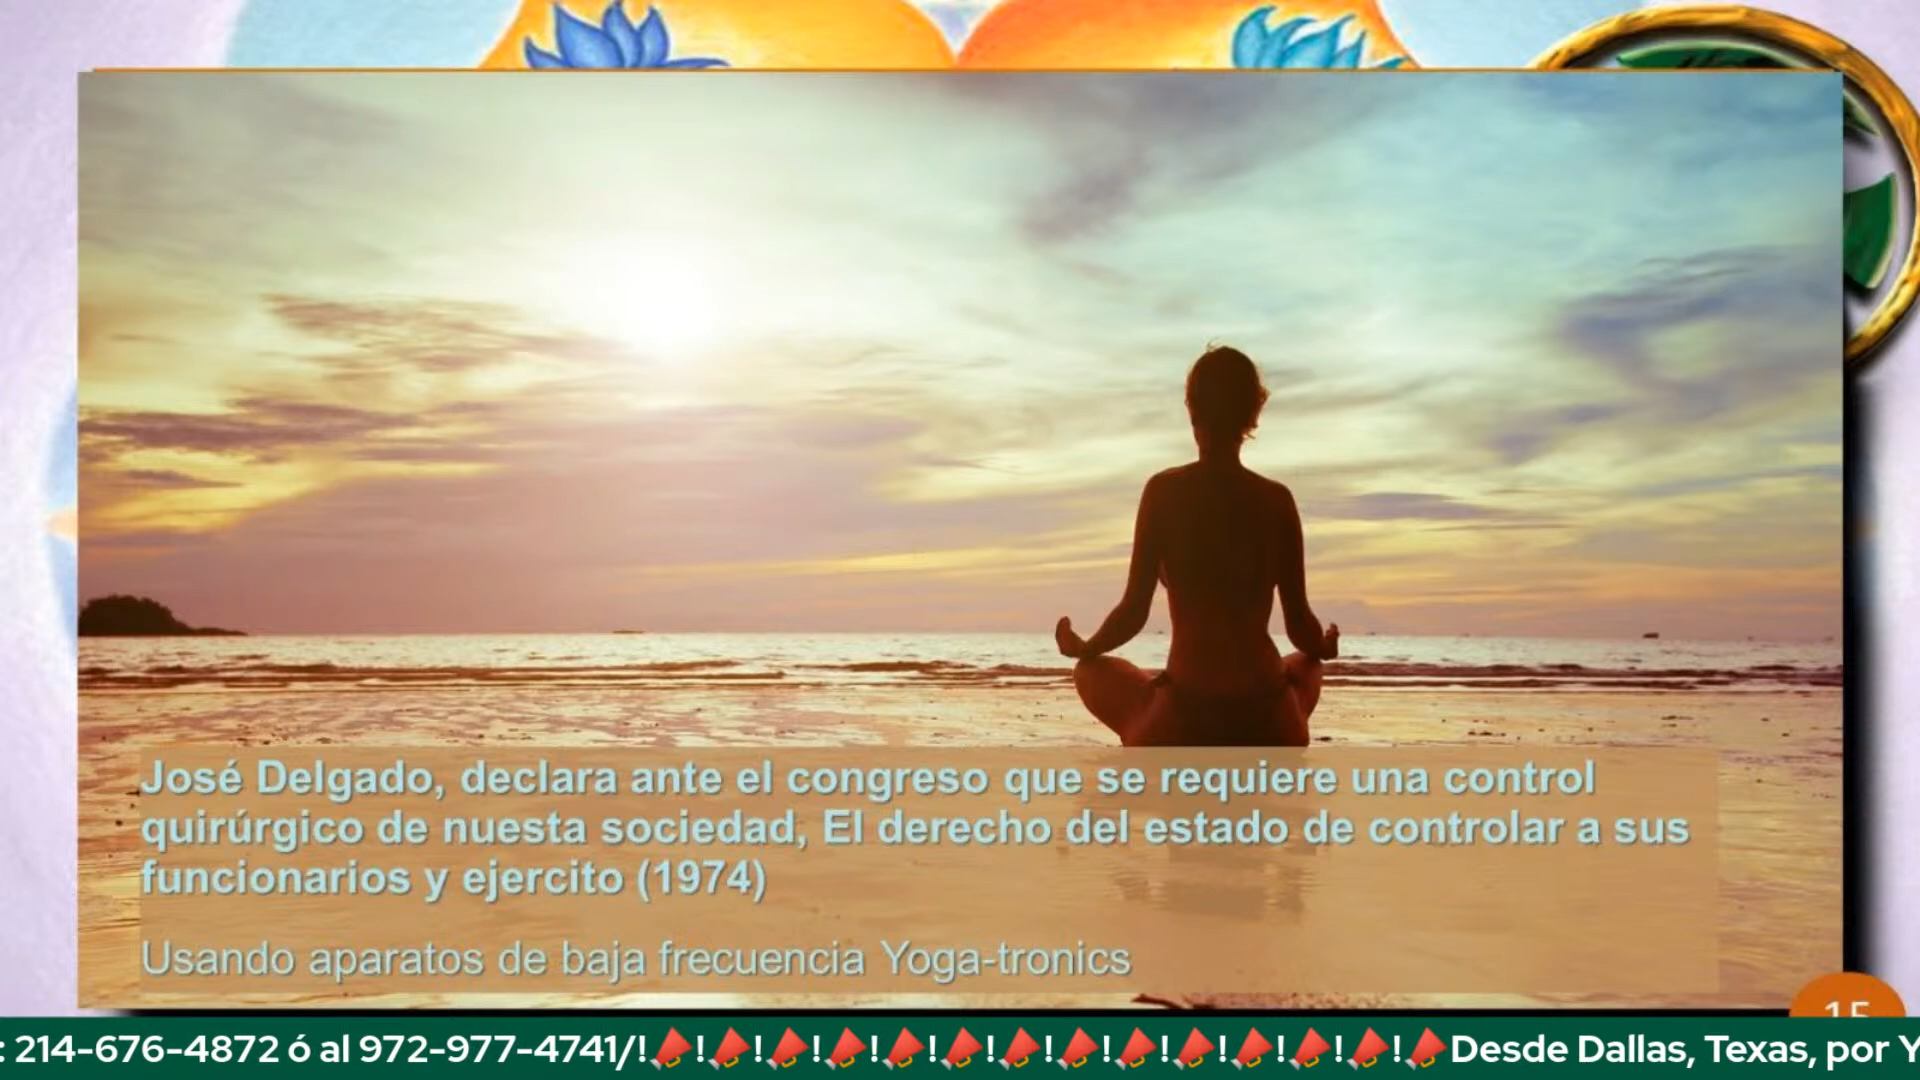 José Delgado, declara ante el congreso que se requiere una control
quirúrgico de nuesta sociedad, El derecho del estado de controlar a sus
funcionarios y ejercito (1974)
Usando aparatos de baja frecuencia Yoga-tronics
15
: 214-676-4872 ó al 972-977-4741/!📣!📣!📣!📣!📣!📣!📣!📣!📣!📣!📣!📣!📣!📣Desde Dallas, Texas, por Y